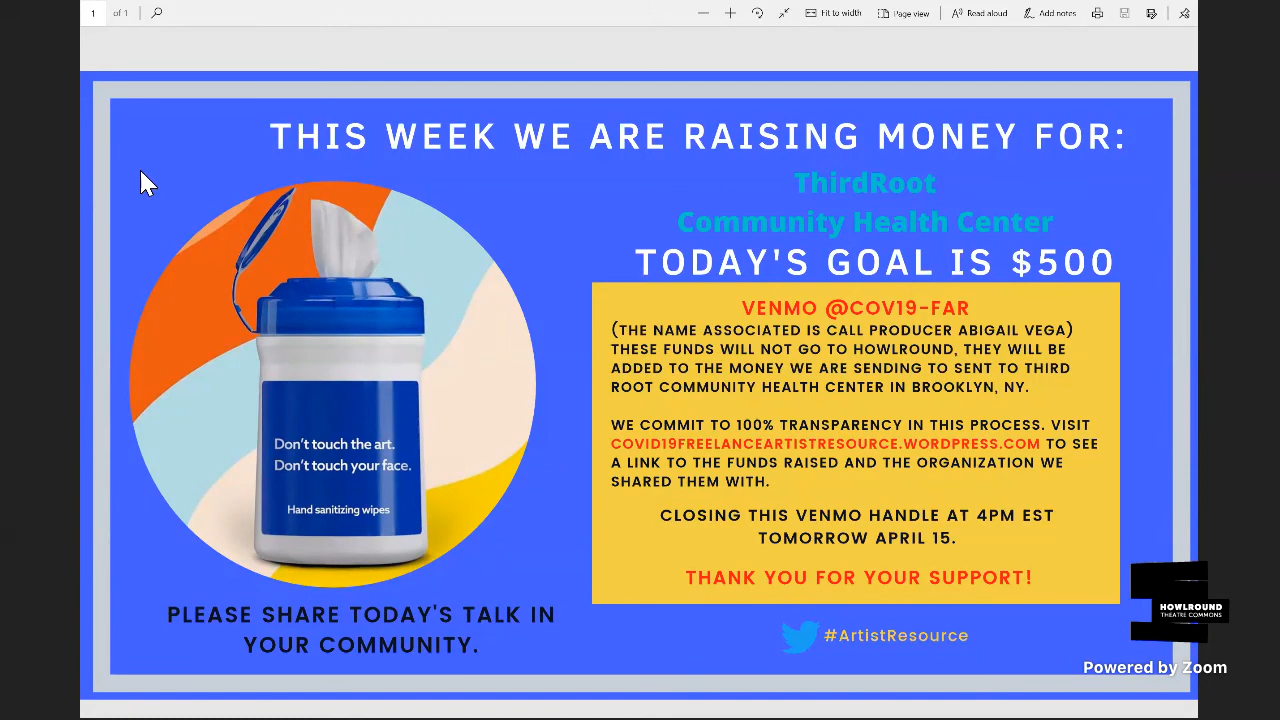 1 of 1 Fit to width Page view Read aloud Add notes
THIS WEEK WE ARE RAISING MONEY FOR:
ThirdRoot
Community Health Center
TODAY'S GOAL IS $500
VENMO @COV19-FAR
(THE NAME ASSOCIATED IS CALL PRODUCER ABIGAIL VEGA)
THESE FUNDS WILL NOT GO TO HOWLROUND, THEY WILL BE
ADDED TO THE MONEY WE ARE SENDING TO SENT TO THIRD
ROOT COMMUNITY HEALTH CENTER IN BROOKLYN, NY.
WE COMMIT TO 100% TRANSPARENCY IN THIS PROCESS. VISIT
COVID19FREELANCEARTISTRESOURCE.WORDPRESS.COM TO SEE
A LINK TO THE FUNDS RAISED AND THE ORGANIZATION WE
SHARED THEM WITH.
CLOSING THIS VENMO HANDLE AT 4PM EST
TOMORROW APRIL 15.
THANK YOU FOR YOUR SUPPORT!
Don't touch the art.
Don't touch your face.
Hand sanitizing wipes
PLEASE SHARE TODAY'S TALK IN
YOUR COMMUNITY.
#ArtistResource
HOWLROUND
THEATRE COMMONS
Powered by Zoom